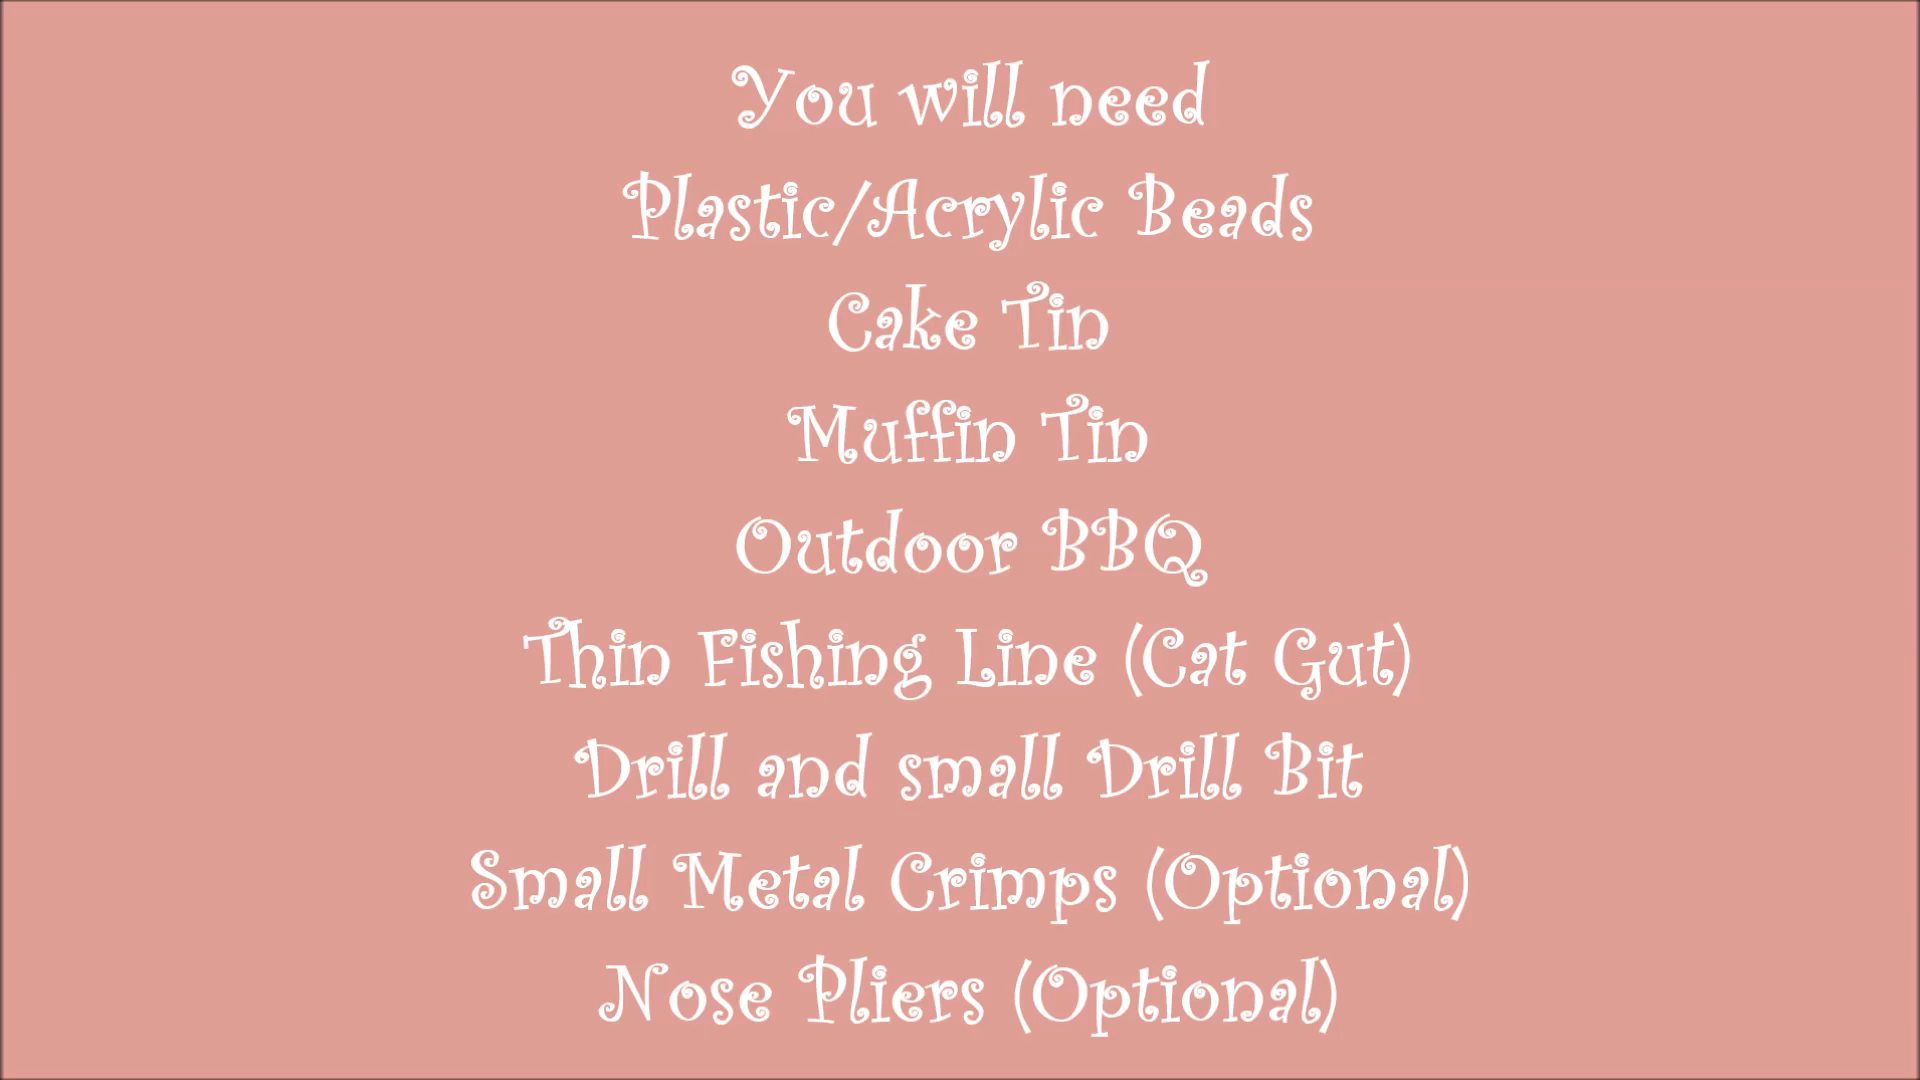 You will need
Plastic/Acrylic Beads
Cake Tin
Muffin Tin
Outdoor BBQ
Thin Fishing Line (Cat Gut)
Drill and small Drill Bit
Small Metal Crimps (Optional)
Nose Pliers (Optional)